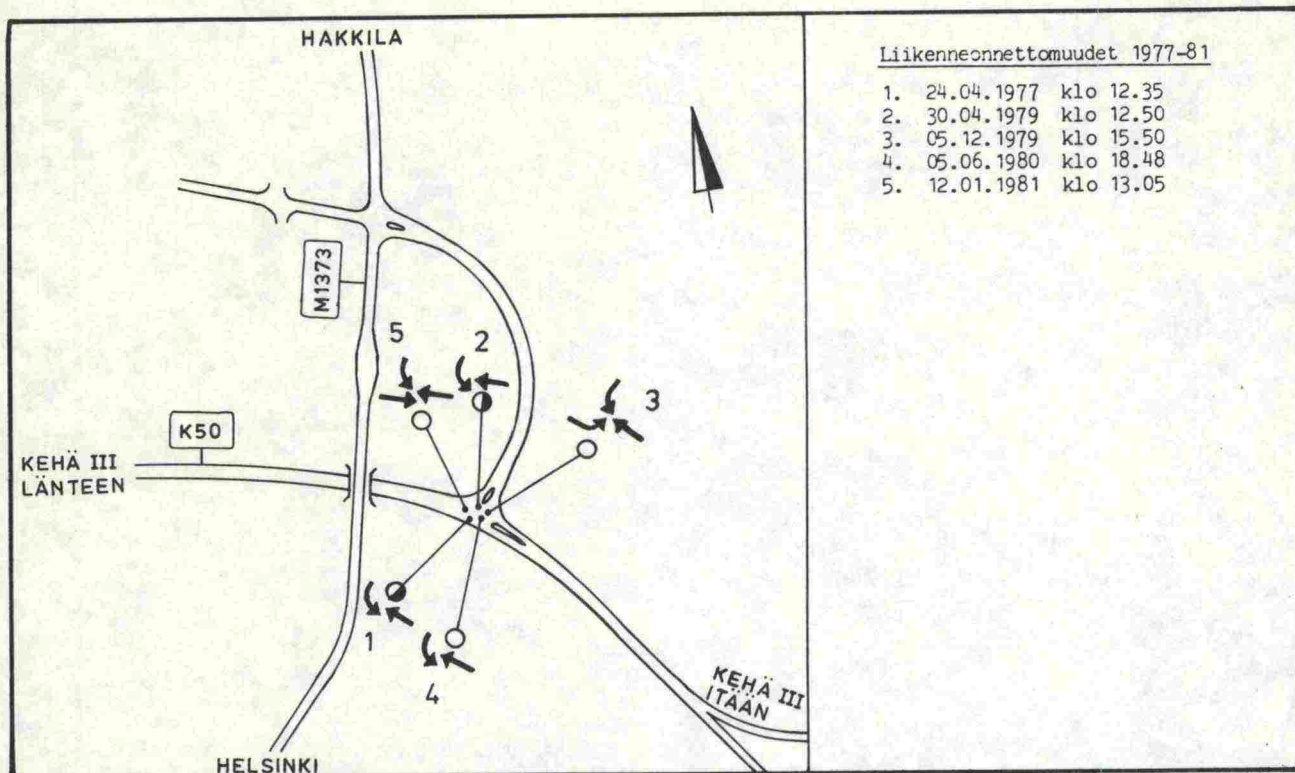 HAKKILA
M1373
5
2
3
K50
KEHÄ III
LÄNTEEN
1
4
KEHÄ III
ITÄÄN
HELSINKI
Liikenneonnettomuudet 1977-81
1. 24.04.1977 klo 12.35
2. 30.04.1979 klo 12.50
3. 05.12.1979 klo 15.50
4. 05.06.1980 klo 18.48
5. 12.01.1981 klo 13.05